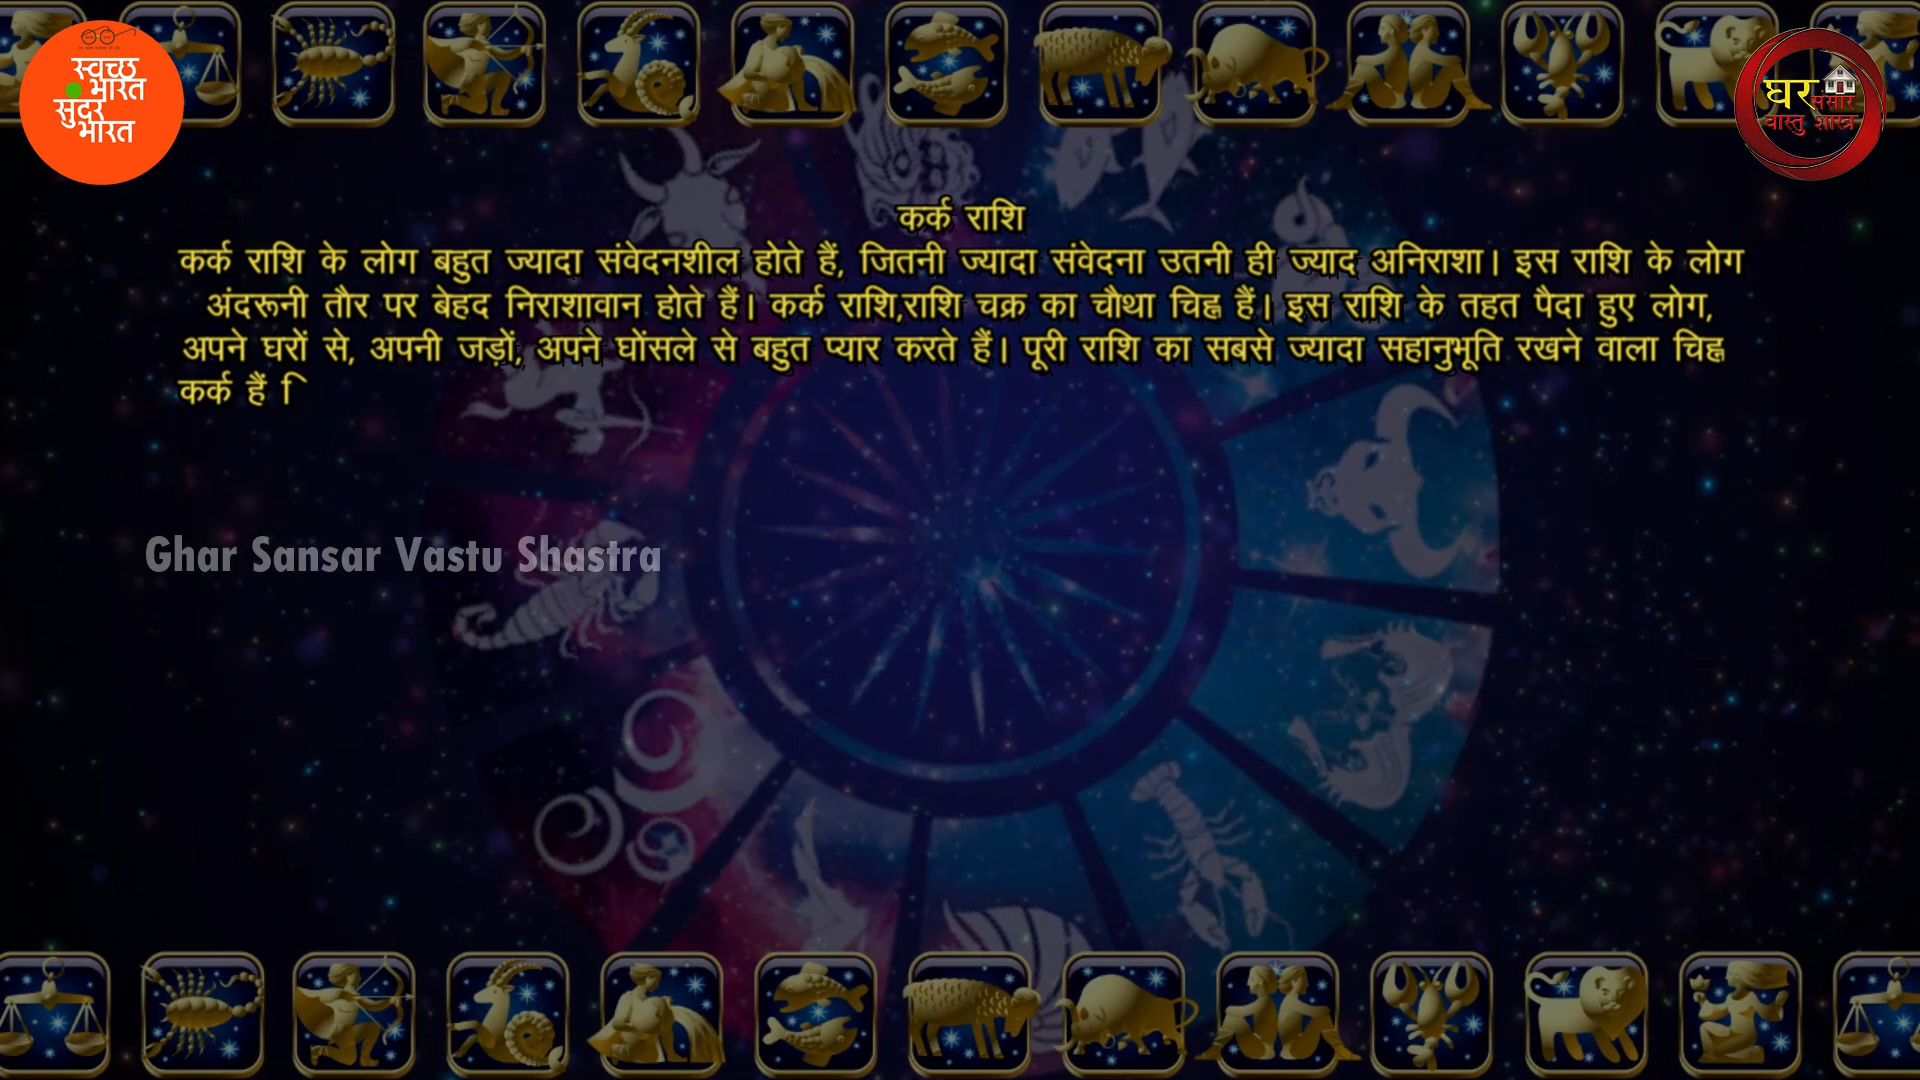 स्वच्छ
भारत
सुंदर
भारत
घर
संसार
वास्तु शास्त्र
कर्क राशि
कर्क राशि के लोग बहुत ज्यादा संवेदनशील होते हैं, जितनी ज्यादा संवेदना उतनी ही ज्याद अनिराशा। इस राशि के लोग
अंदरूनी तौर पर बेहद निराशावान होते हैं। कर्क राशि,राशि चक्र का चौथा चिह्न हैं। इस राशि के तहत पैदा हुए लोग,
अपने घरों से, अपनी जड़ों, अपने घोंसले से बहुत प्यार करते हैं। पूरी राशि का सबसे ज्यादा सहानुभूति रखने वाला चिह्न
कर्क हैं ि
Ghar Sansar Vastu Shastra